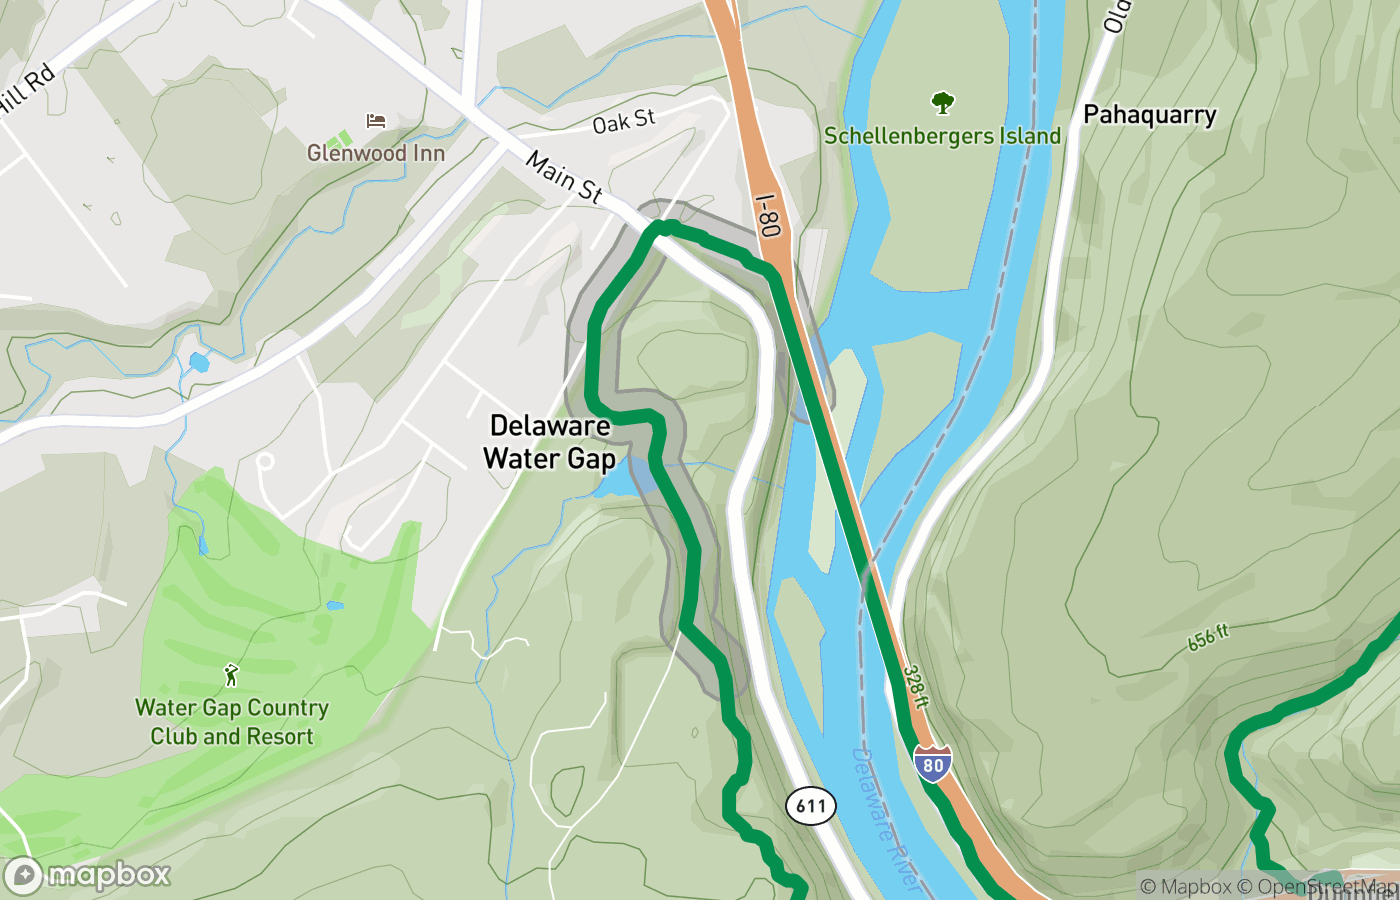 Old
Hill Rd
Oak St
Pahaquarry
Schellenbergers Island
Glenwood Inn
Main St
I-80
Delaware
Water Gap
656 ft
328 ft
Water Gap Country
Club and Resort
80
611
Delaware River
mapbox
© Mapbox © OpenStreetMap